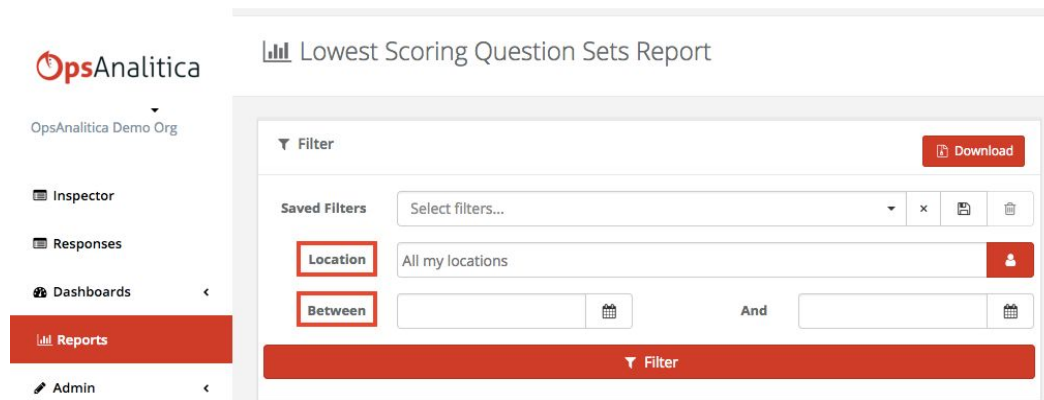 OpsAnalitica
OpsAnalitica Demo Org
Inspector
Responses
Dashboards
Reports
Admin
Lowest Scoring Question Sets Report
Filter
Download
Saved Filters Select filters...
Location All my locations
Between And
Filter